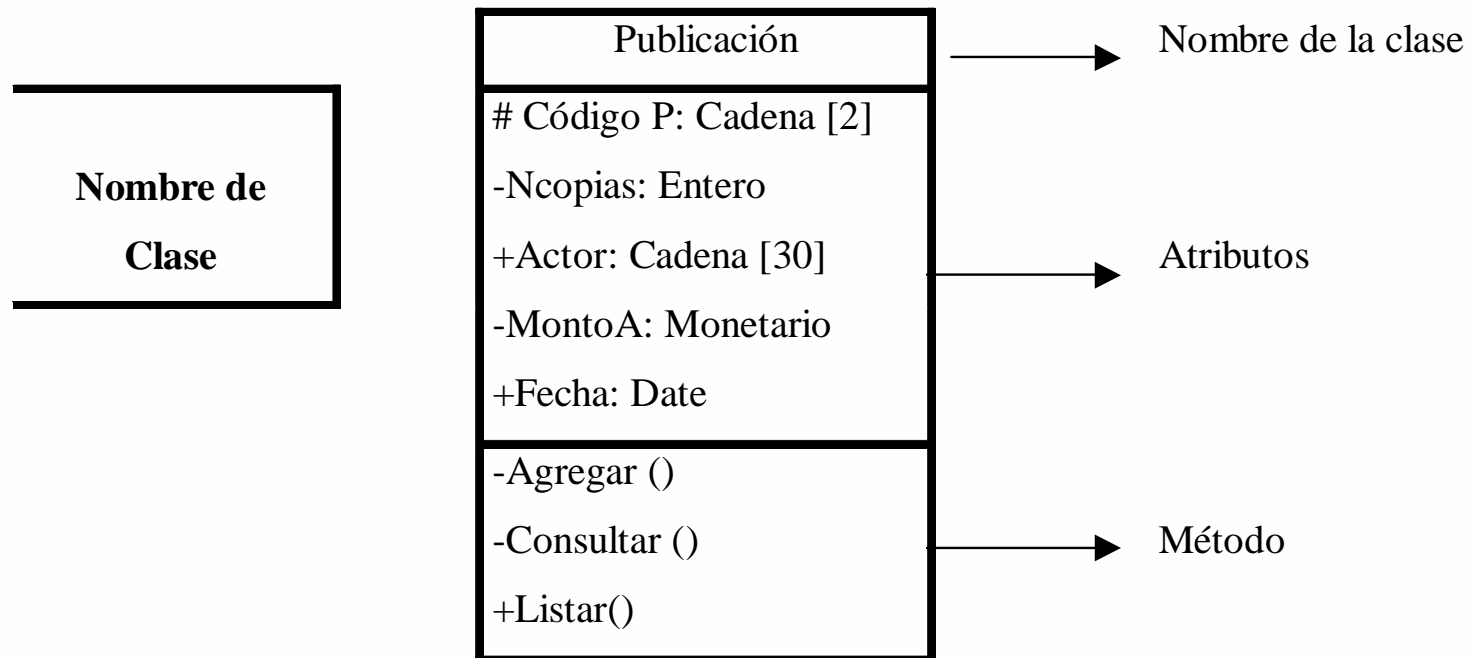 Nombre de
Clase
Publicación
# Código P: Cadena [2]
-Ncopias: Entero
+Actor: Cadena [30]
-MontoA: Monetario
+Fecha: Date
-Agregar ()
-Consultar ()
+Listar()
Nombre de la clase
Atributos
Método